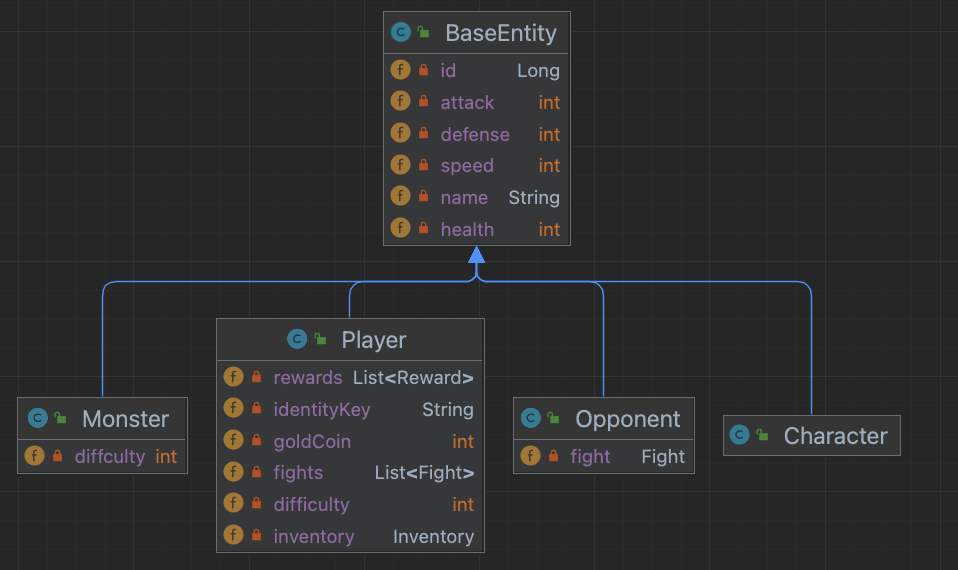 BaseEntity
id Long
attack int
defense int
speed int
name String
health int
Player
rewards List<Reward>
identityKey String
goldCoin int
fights List<Fight>
difficulty int
inventory Inventory
Monster
diffculty int
Opponent
fight Fight
Character